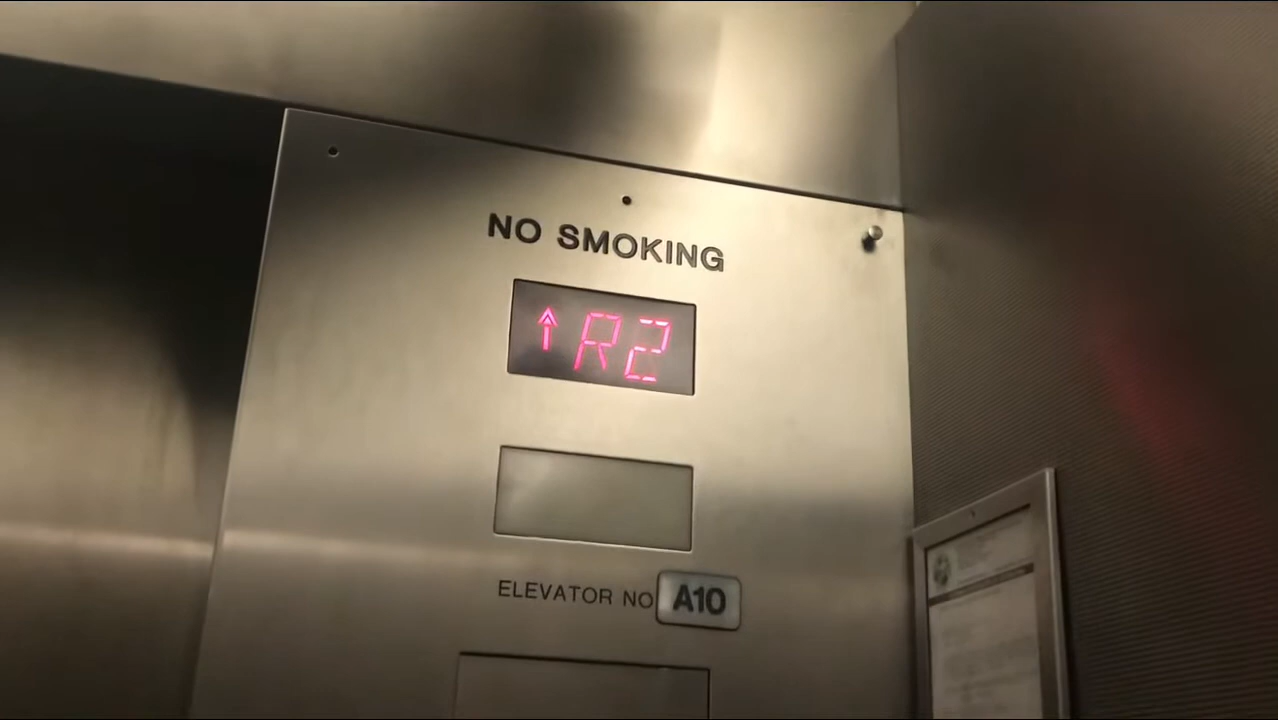 NO SMOKING
↑ R2
ELEVATOR NO A10